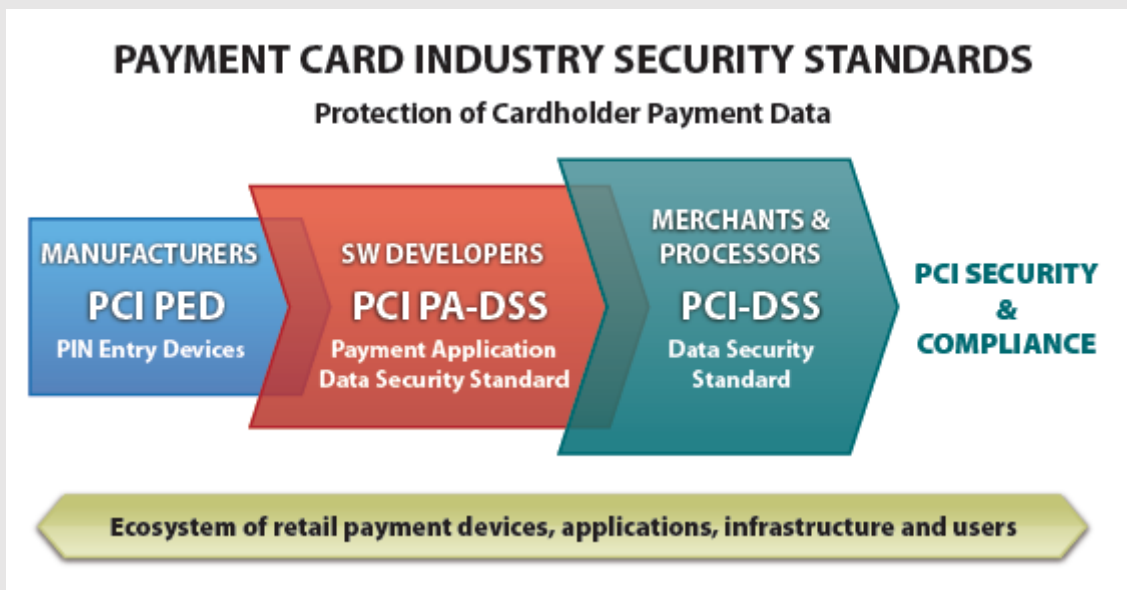 PAYMENT CARD INDUSTRY SECURITY STANDARDS
Protection of Cardholder Payment Data
MANUFACTURERS
PCI PED
PIN Entry Devices
SW DEVELOPERS
PCI PA-DSS
Payment Application
Data Security Standard
MERCHANTS &
PROCESSORS
PCI-DSS
Data Security
Standard
PCI SECURITY
&
COMPLIANCE
Ecosystem of retail payment devices, applications, infrastructure and users